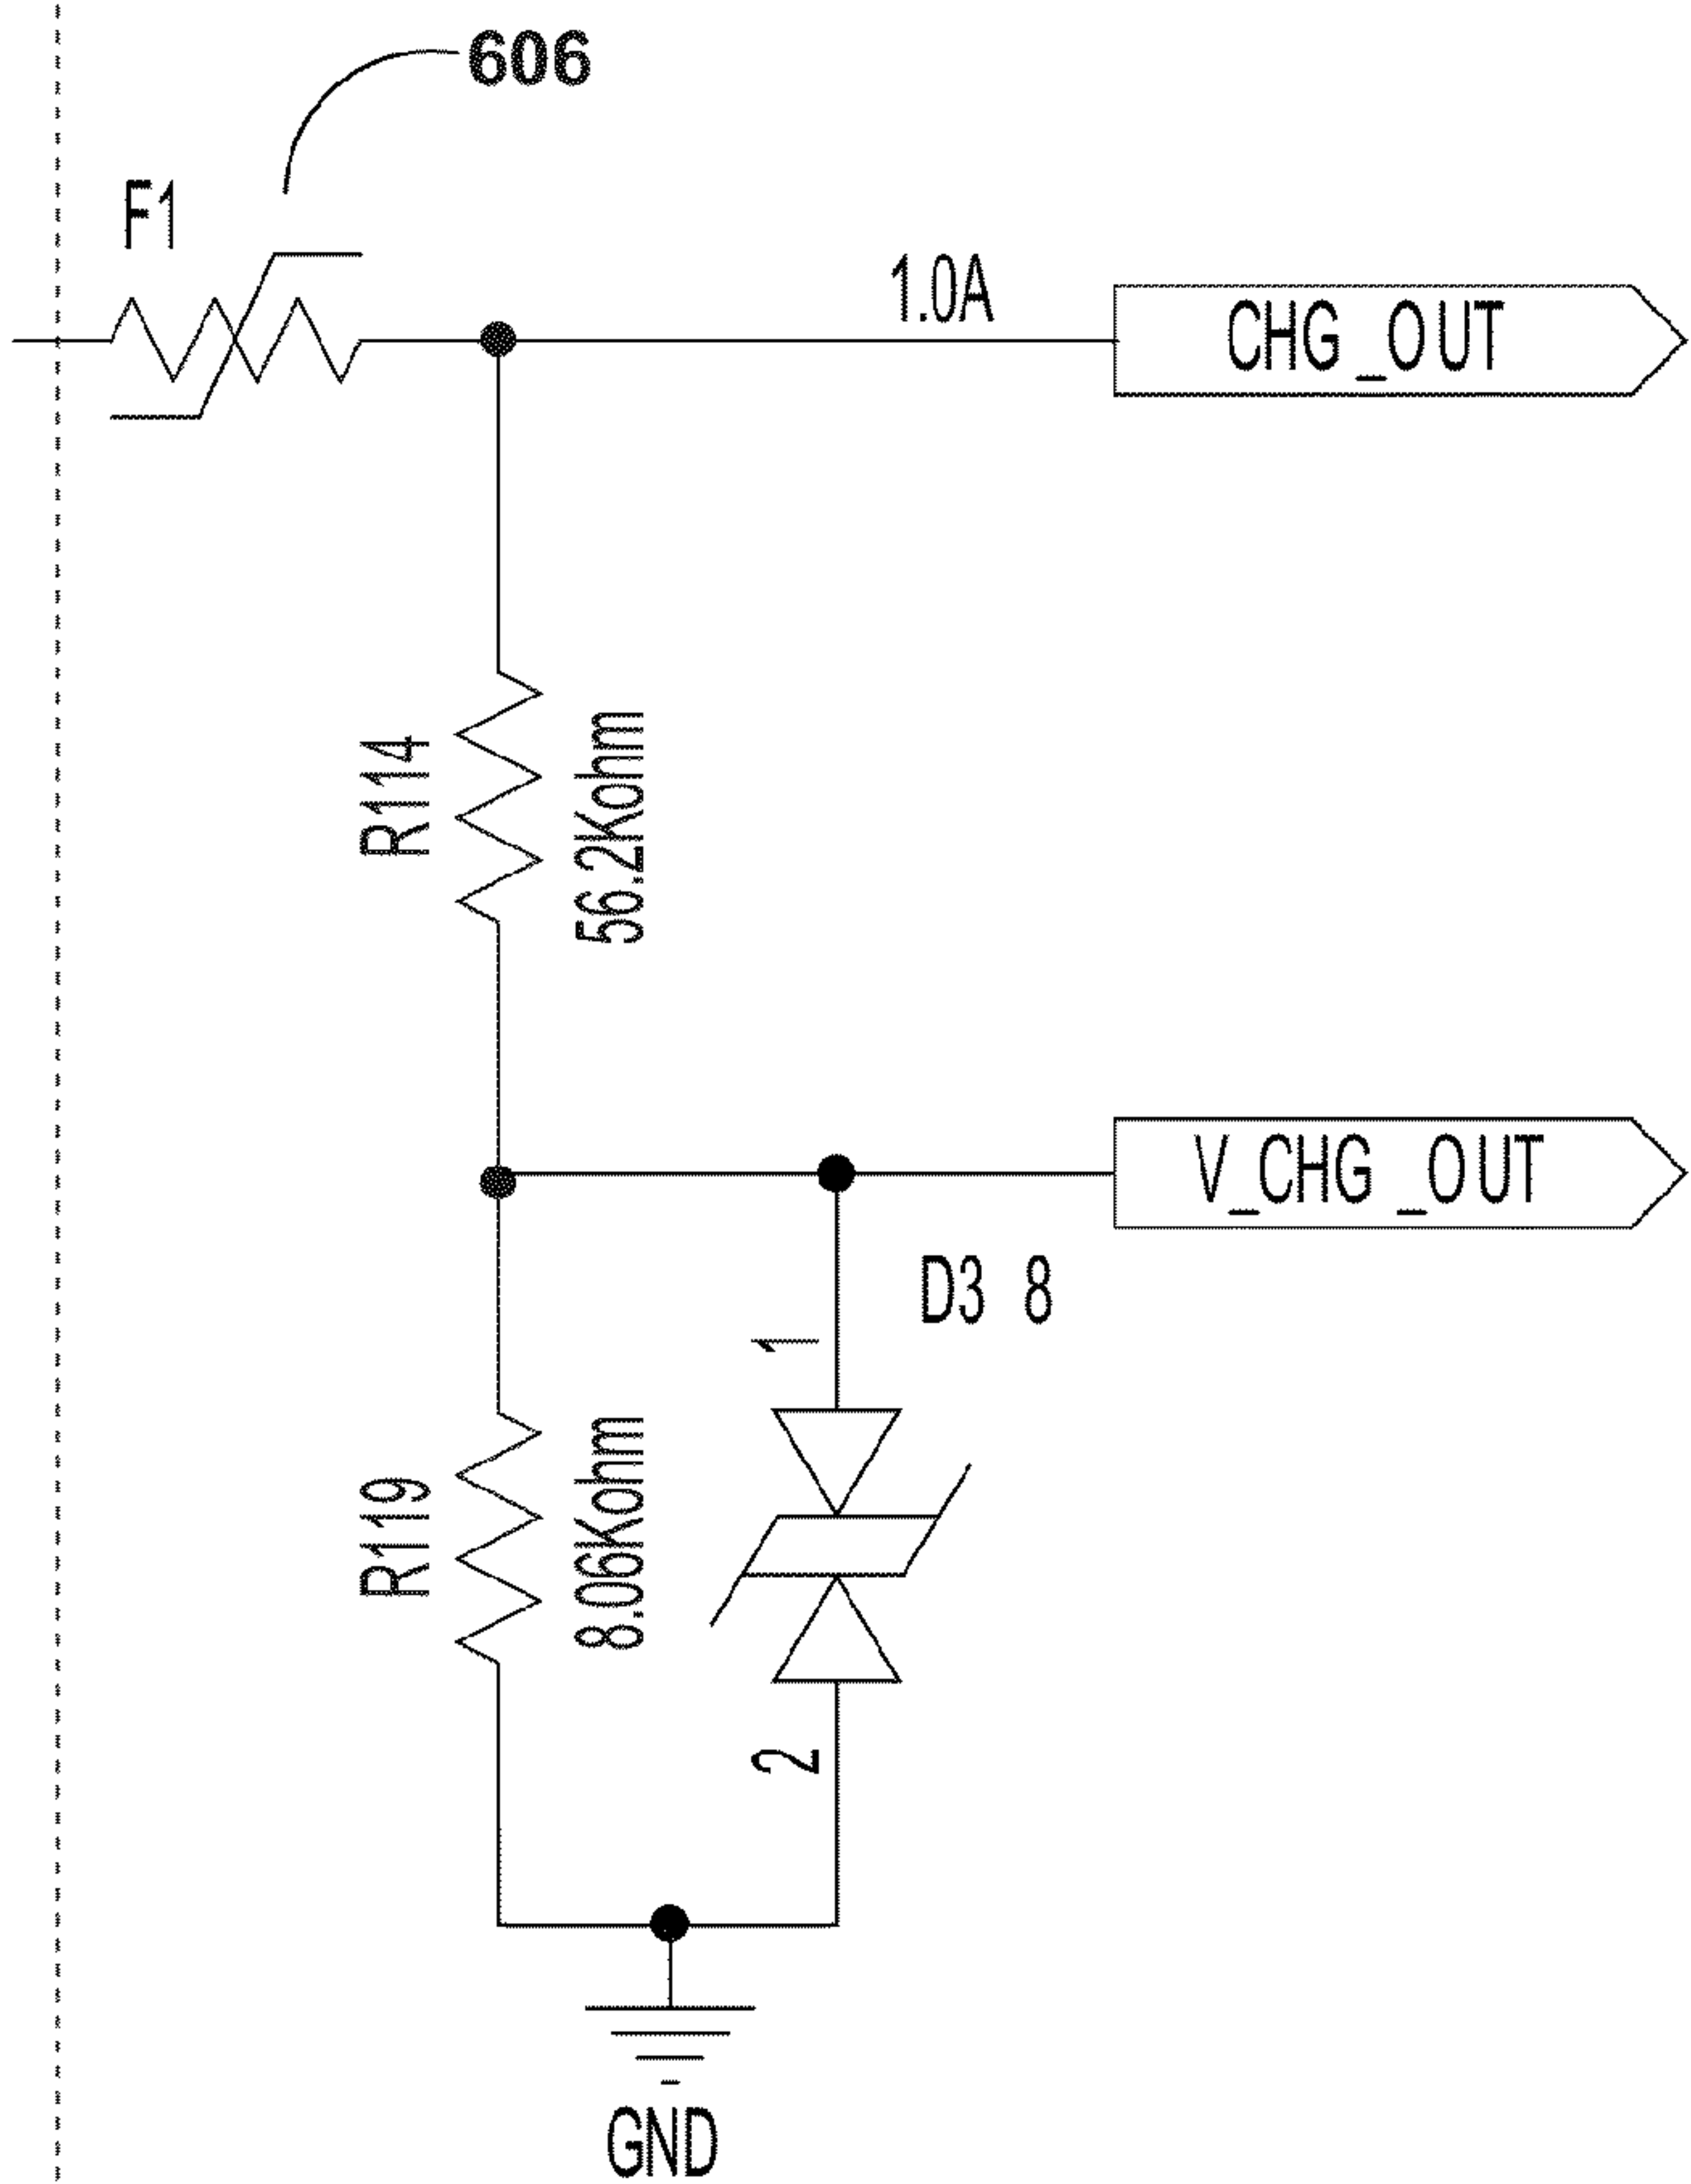 606
F1
1.0A
CHG_OUT
R114
56.2Kohm
V_CHG_OUT
D3 8
1
R119
8.06Kohm
2
GND